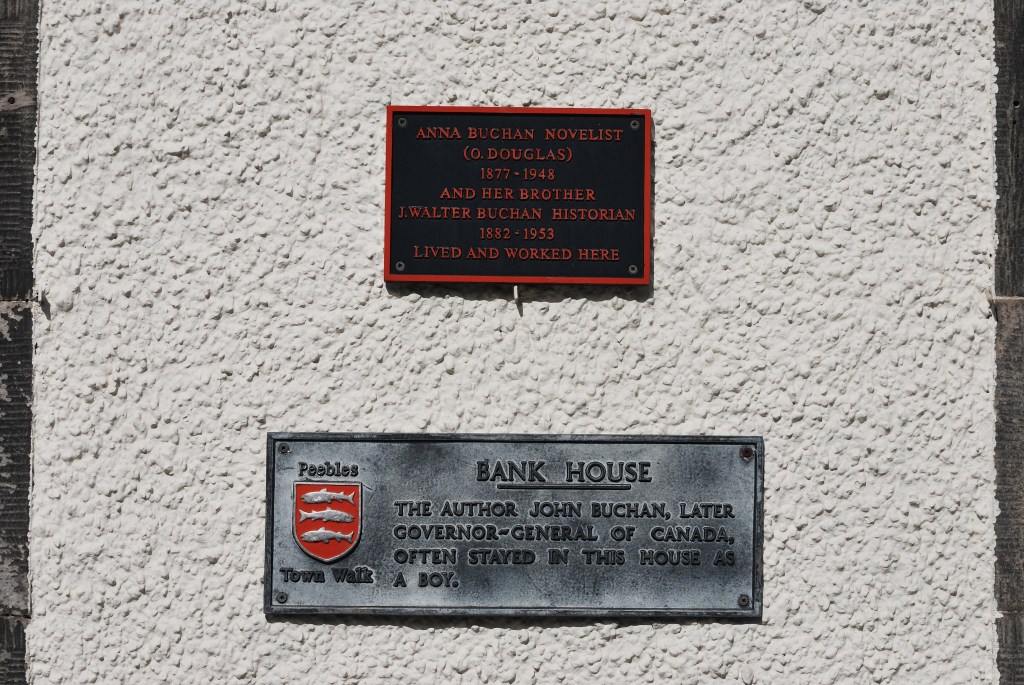 ANNA BUCHAN NOVELIST
(O. DOUGLAS)
1877 - 1948
AND HER BROTHER
J. WALTER BUCHAN HISTORIAN
1882 - 1953
LIVED AND WORKED HERE
Peebles
Town Walk
BANK HOUSE
THE AUTHOR JOHN BUCHAN, LATER
GOVERNOR-GENERAL OF CANADA,
OFTEN STAYED IN THIS HOUSE AS
A BOY.